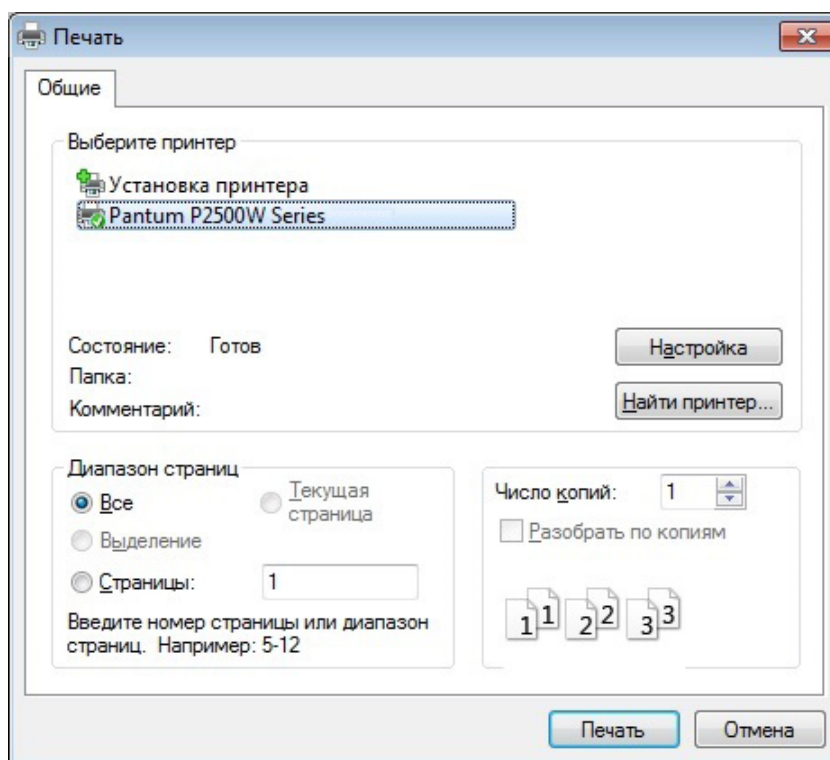 Печать
Общие
Выберите принтер
Установка принтера
Pantum P2500W Series
Состояние: Готов
Настройка
Папка:
Комментарий:
Найти принтер...
Диапазон страниц
Все
Текущая
страница
Выделение
Страницы: 1
Введите номер страницы или диапазон
страниц. Например: 5-12
Число копий: 1
Разобрать по копиям
1 1 2 2 3 3
Печать
Отмена